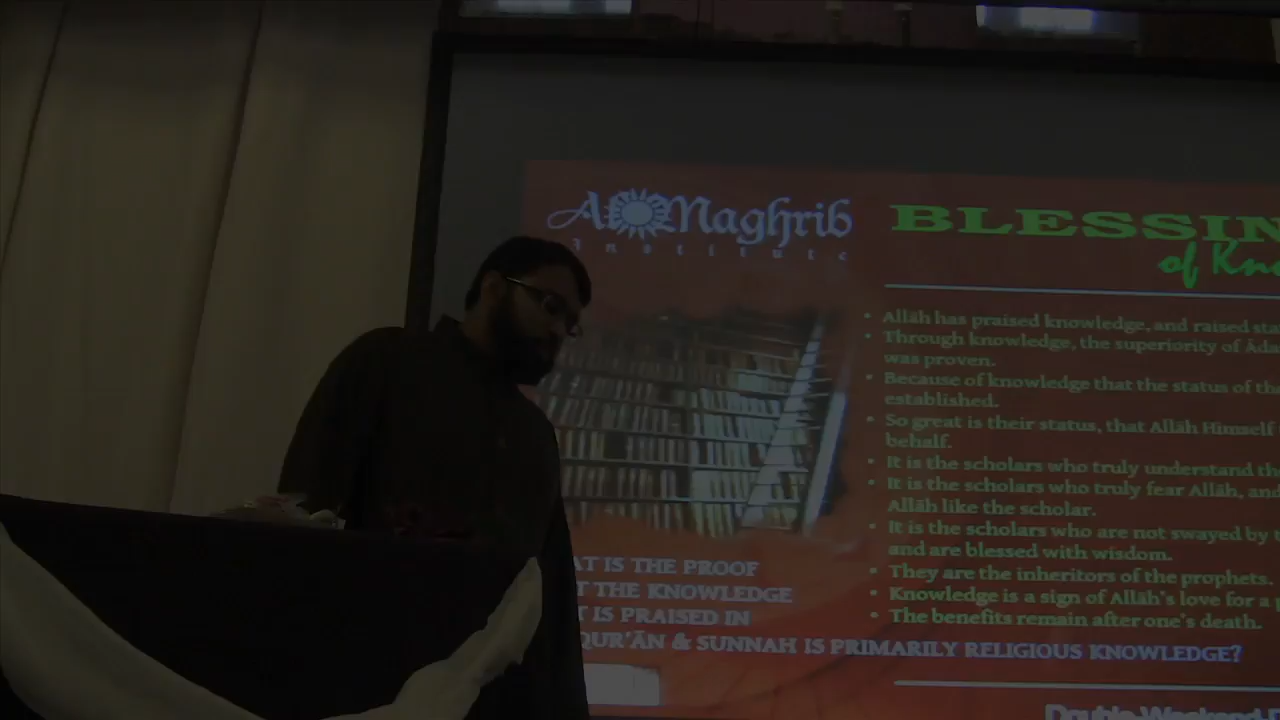 AlMaghrib
Institute
BLESSIN
of Kno
• Allāh has praised knowledge, and raised sta
• Through knowledge, the superiority of Āda
was proven.
• Because of knowledge that the status of the
established.
• So great is their status, that Allāh Himself
behalf.
• It is the scholars who truly understand the
• It is the scholars who truly fear Allāh, and
Allāh like the scholar.
• It is the scholars who are not swayed by t
and are blessed with wisdom.
• They are the inheritors of the prophets.
• Knowledge is a sign of Allāh's love for a p
• The benefits remain after one's death.
AT IS THE PROOF
T THE KNOWLEDGE
T IS PRAISED IN
QUR'ĀN & SUNNAH IS PRIMARILY RELIGIOUS KNOWLEDGE?
Double Weekend